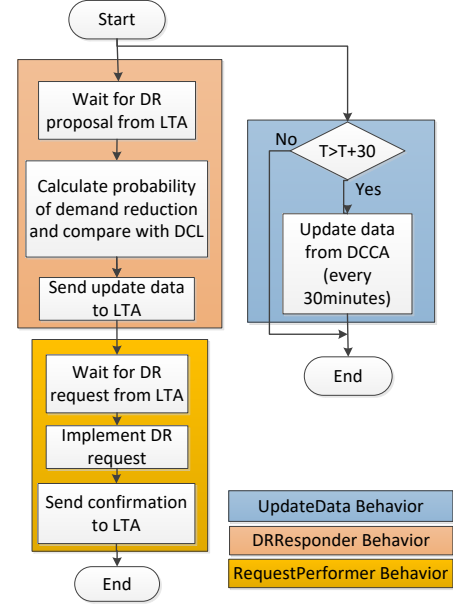 Start
Wait for DR
proposal from LTA
Calculate probability
of demand reduction
and compare with DCL
Send update data
to LTA
Wait for DR
request from LTA
Implement DR
request
Send confirmation
to LTA
End
No
T>T+30
Yes
Update data
from DCCA
(every
30minutes)
End
UpdateData Behavior
DRResponder Behavior
RequestPerformer Behavior